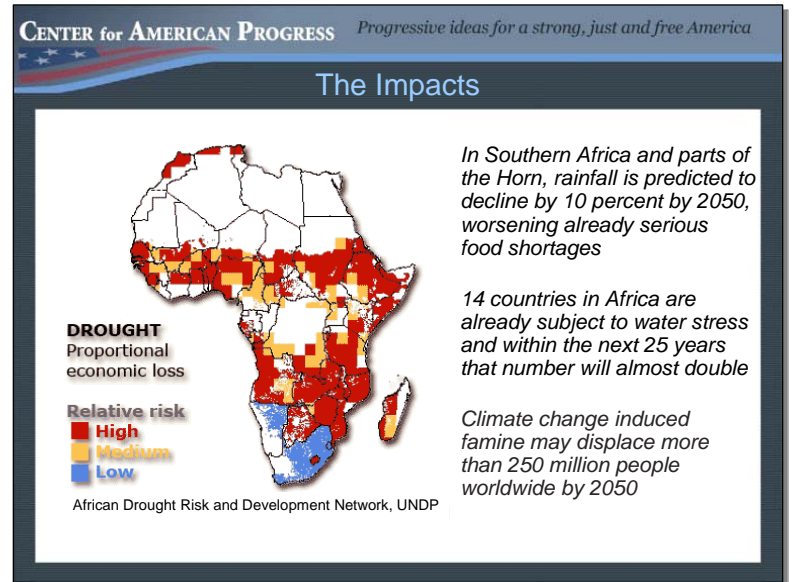 CENTER for AMERICAN PROGRESS Progressive ideas for a strong, just and free America
The Impacts
In Southern Africa and parts of
the Horn, rainfall is predicted to
decline by 10 percent by 2050,
worsening already serious
food shortages
14 countries in Africa are
already subject to water stress
and within the next 25 years
that number will almost double
Climate change induced
famine may displace more
than 250 million people
worldwide by 2050
DROUGHT
Proportional
economic loss
Relative risk
High
Medium
Low
African Drought Risk and Development Network, UNDP